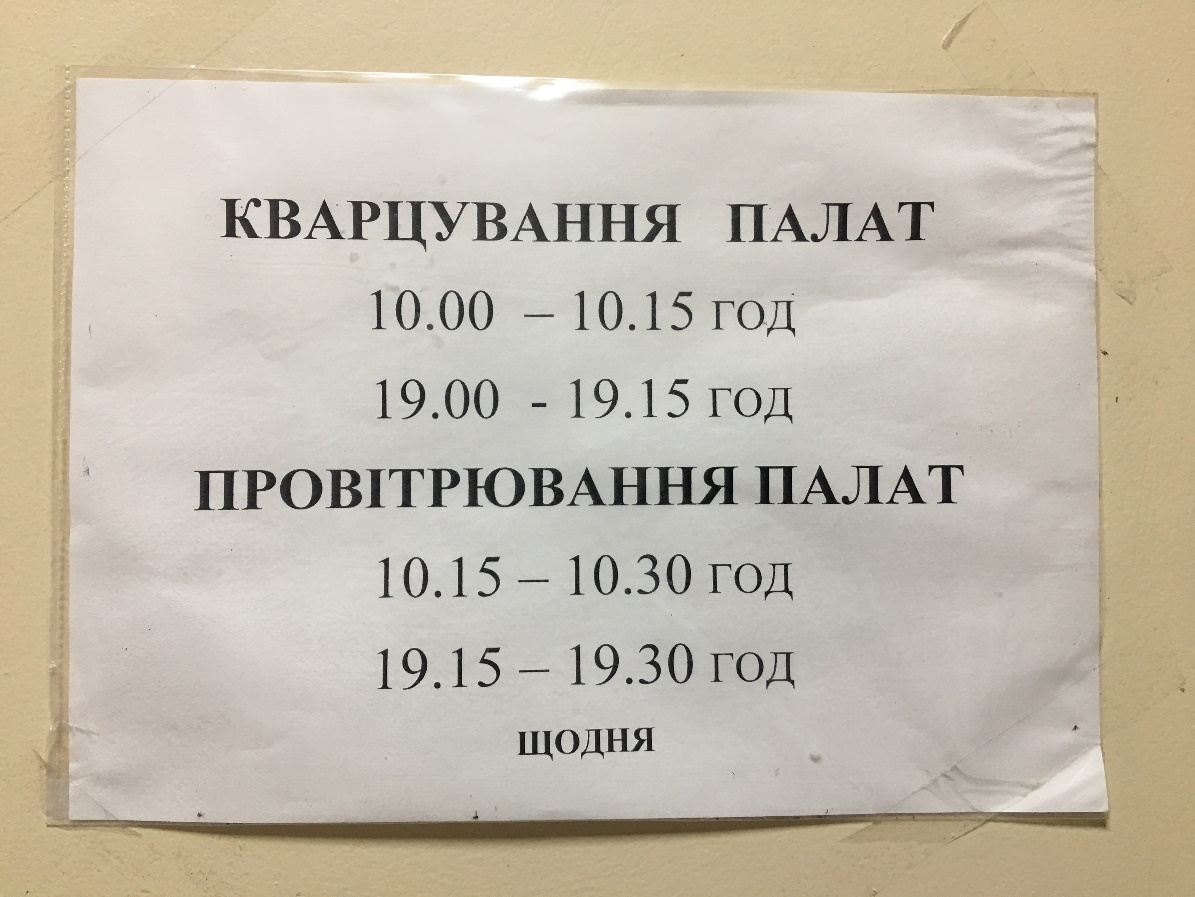 КВАРЦУВАННЯ ПАЛАТ
10.00 – 10.15 год
19.00 - 19.15 год
ПРОВІТРЮВАННЯ ПАЛАТ
10.15 – 10.30 год
19.15 – 19.30 год
щодня